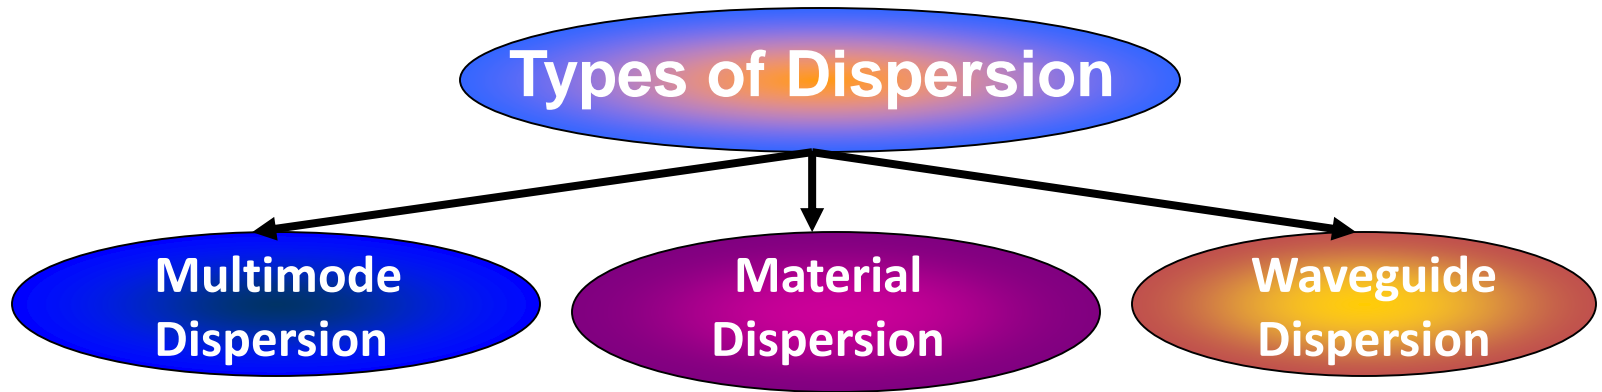 Types of Dispersion
Multimode
Dispersion
Material
Dispersion
Waveguide
Dispersion